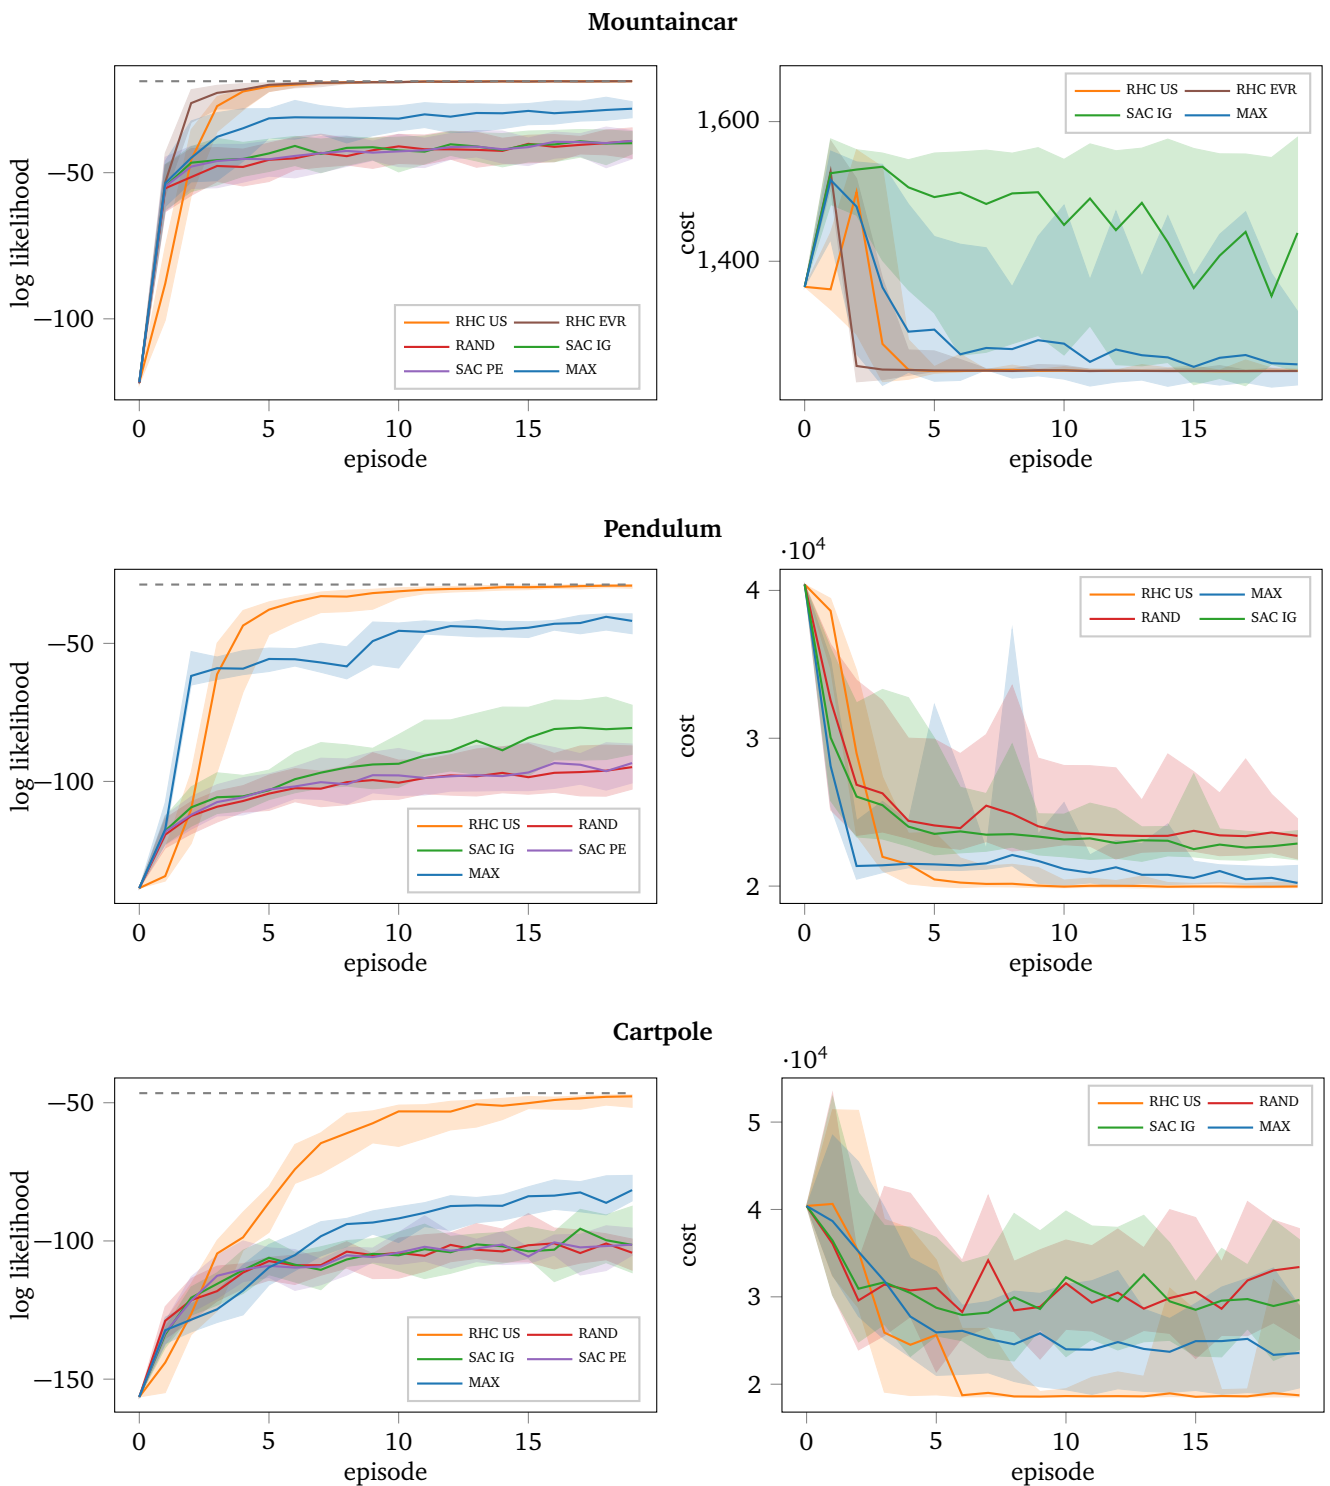 Mountaincar
log likelihood
−50
−100
RHC US
RHC EVR
RAND
SAC IG
SAC PE
MAX
0
5
10
15
episode
cost
1,600
1,400
RHC US
RHC EVR
SAC IG
MAX
0
5
10
15
episode
Pendulum
log likelihood
−50
−100
RHC US
RAND
SAC IG
SAC PE
MAX
0
5
10
15
episode
·10⁴
cost
4
3
2
RHC US
MAX
RAND
SAC IG
0
5
10
15
episode
Cartpole
log likelihood
−50
−100
−150
RHC US
RAND
SAC IG
SAC PE
MAX
0
5
10
15
episode
·10⁴
cost
5
4
3
2
RHC US
RAND
SAC IG
MAX
0
5
10
15
episode